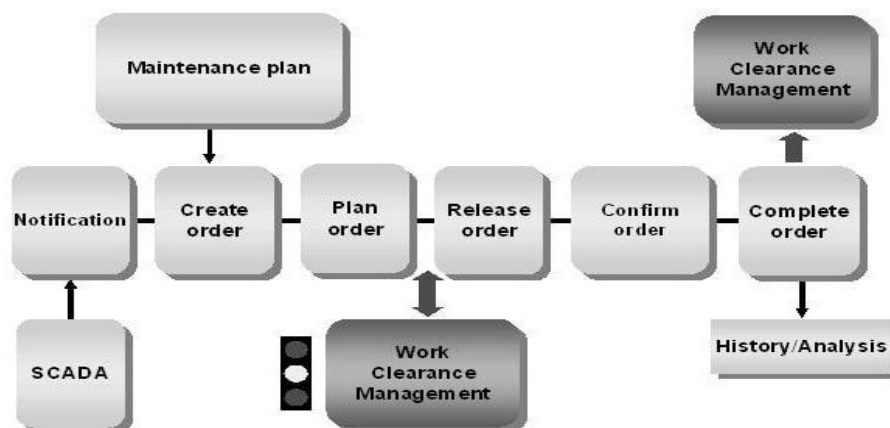 Maintenance plan
Work
Clearance
Management
Notification
Create
order
Plan
order
Release
order
Confirm
order
Complete
order
SCADA
Work
Clearance
Management
History/Analysis